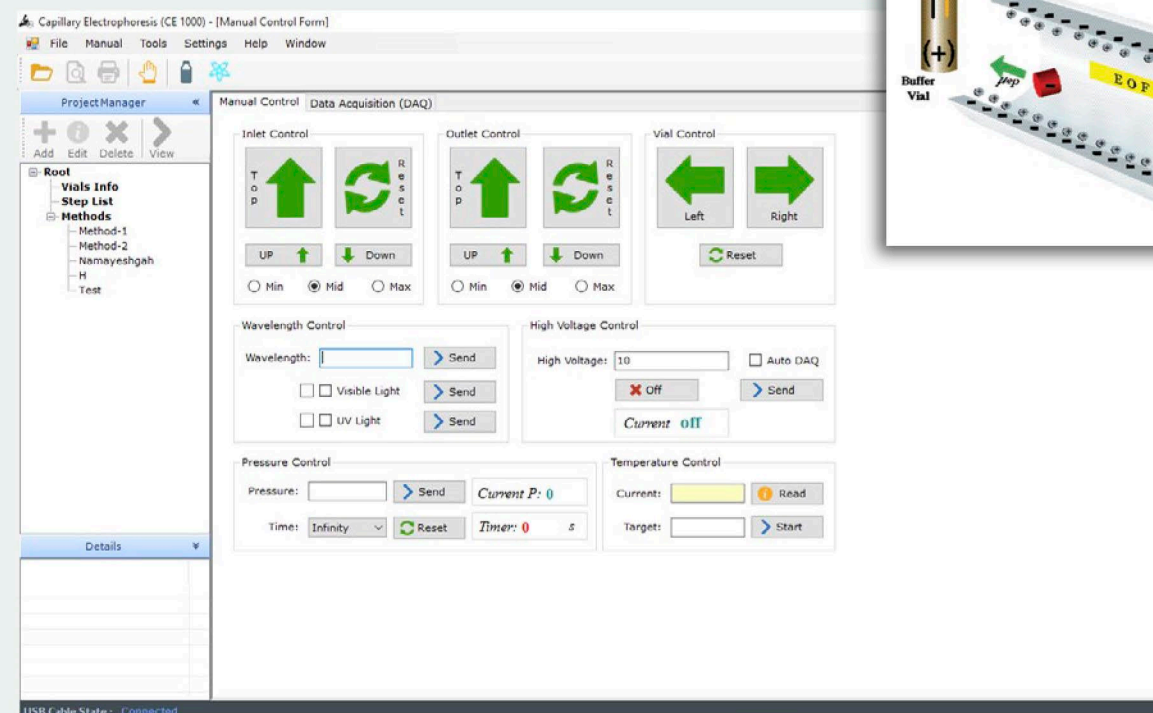 Capillary Electrophoresis (CE 1000) - [Manual Control Form]
File Manual Tools Settings Help Window
Project Manager «
Add Edit Delete View
Root
Vials Info
Step List
Methods
Method-1
Method-2
Namayeshgah
H
Test
Details
Manual Control Data Acquisition (DAQ)
Inlet Control
Top Reset
UP Down
Min Mid Max
Outlet Control
Top Reset
UP Down
Min Mid Max
Vial Control
Left Right
Reset
Wavelength Control
Wavelength: Send
Visible Light Send
UV Light Send
High Voltage Control
High Voltage: 10 Auto DAQ
Off Send
Current off
Pressure Control
Pressure: Send Current P: 0
Time: Infinity Reset Timer: 0 s
Temperature Control
Current: Read
Target: Start
USB Cable State : Connected
(+)
Buffer
Vial
μep
EOF